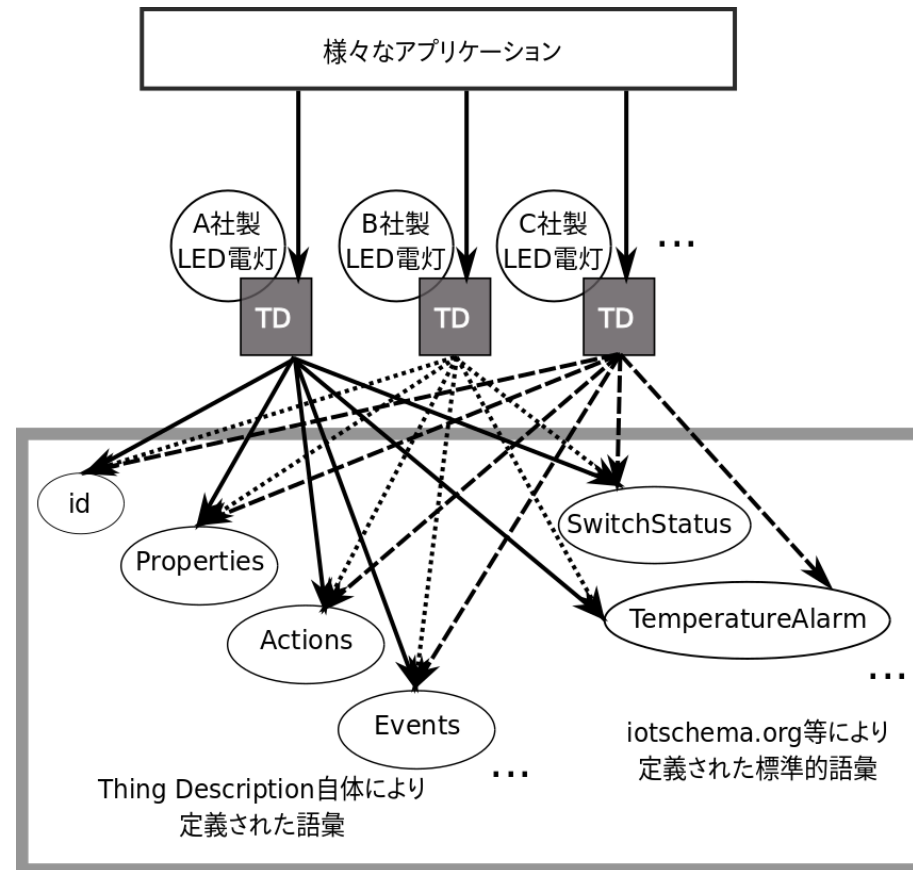 様々なアプリケーション
A社製
LED電灯
B社製
LED電灯
C社製
LED電灯
...
TD
TD
TD
id
SwitchStatus
Properties
TemperatureAlarm
Actions
...
Events
iotschema.org等により
定義された標準的語彙
...
Thing Description自体により
定義された語彙